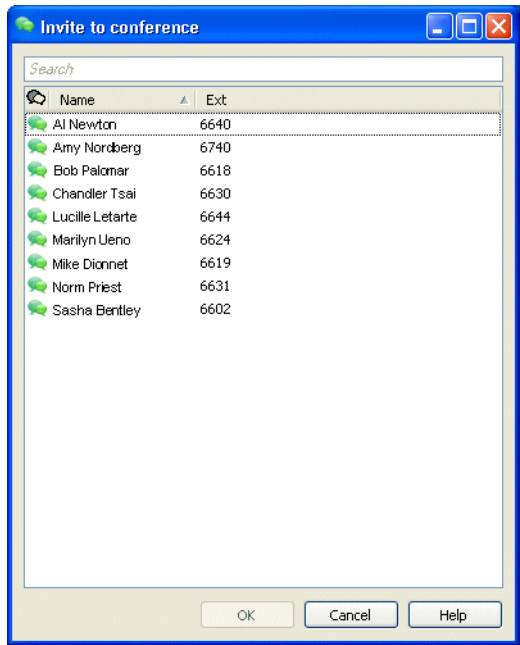 Invite to conference
Search
Name Ext
Al Newton 6640
Amy Nordberg 6740
Bob Palomar 6618
Chandler Tsai 6630
Lucille Letarte 6644
Marilyn Ueno 6624
Mike Dionnet 6619
Norm Priest 6631
Sasha Bentley 6602
OK Cancel Help